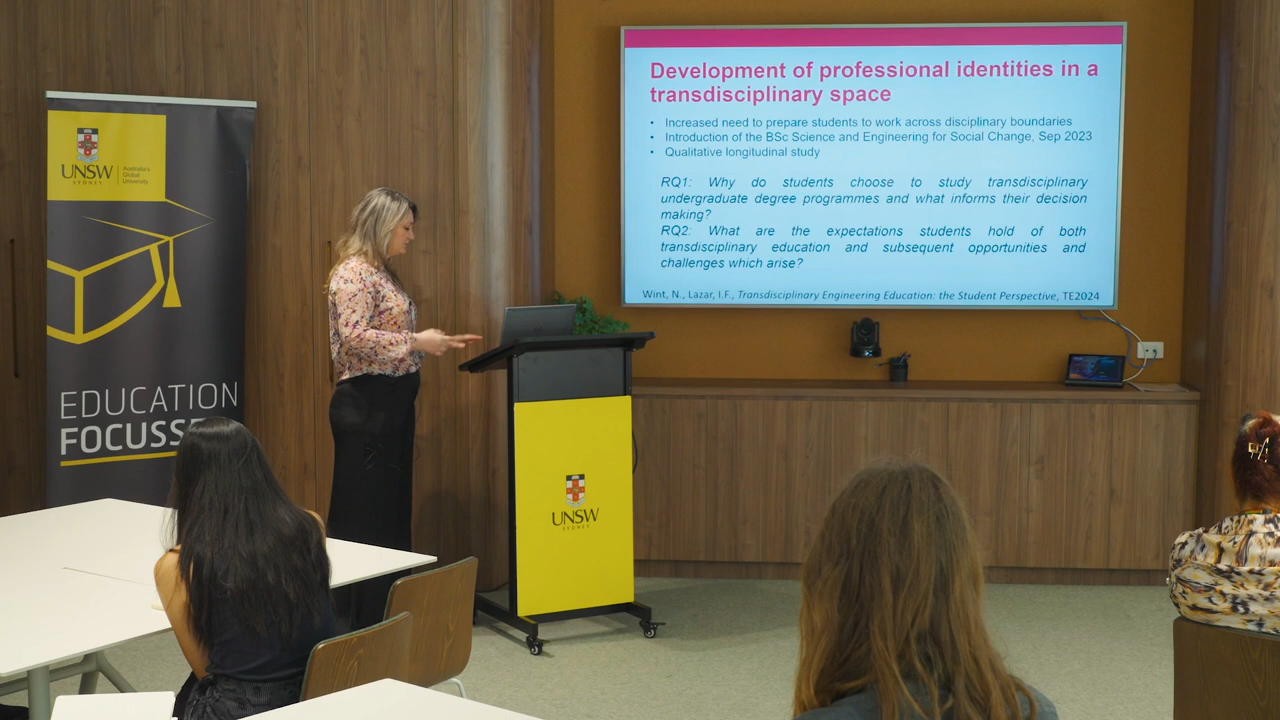 UNSW
SYDNEY
Australia's
Global
University
EDUCATION
FOCUSSE
Development of professional identities in a
transdisciplinary space
• Increased need to prepare students to work across disciplinary boundaries
• Introduction of the BSc Science and Engineering for Social Change, Sep 2023
• Qualitative longitudinal study
RQ1: Why do students choose to study transdisciplinary
undergraduate degree programmes and what informs their decision
making?
RQ2: What are the expectations students hold of both
transdisciplinary education and subsequent opportunities and
challenges which arise?
Wint, N., Lazar, I.F., Transdisciplinary Engineering Education: the Student Perspective, TE2024
UNSW
SYDNEY